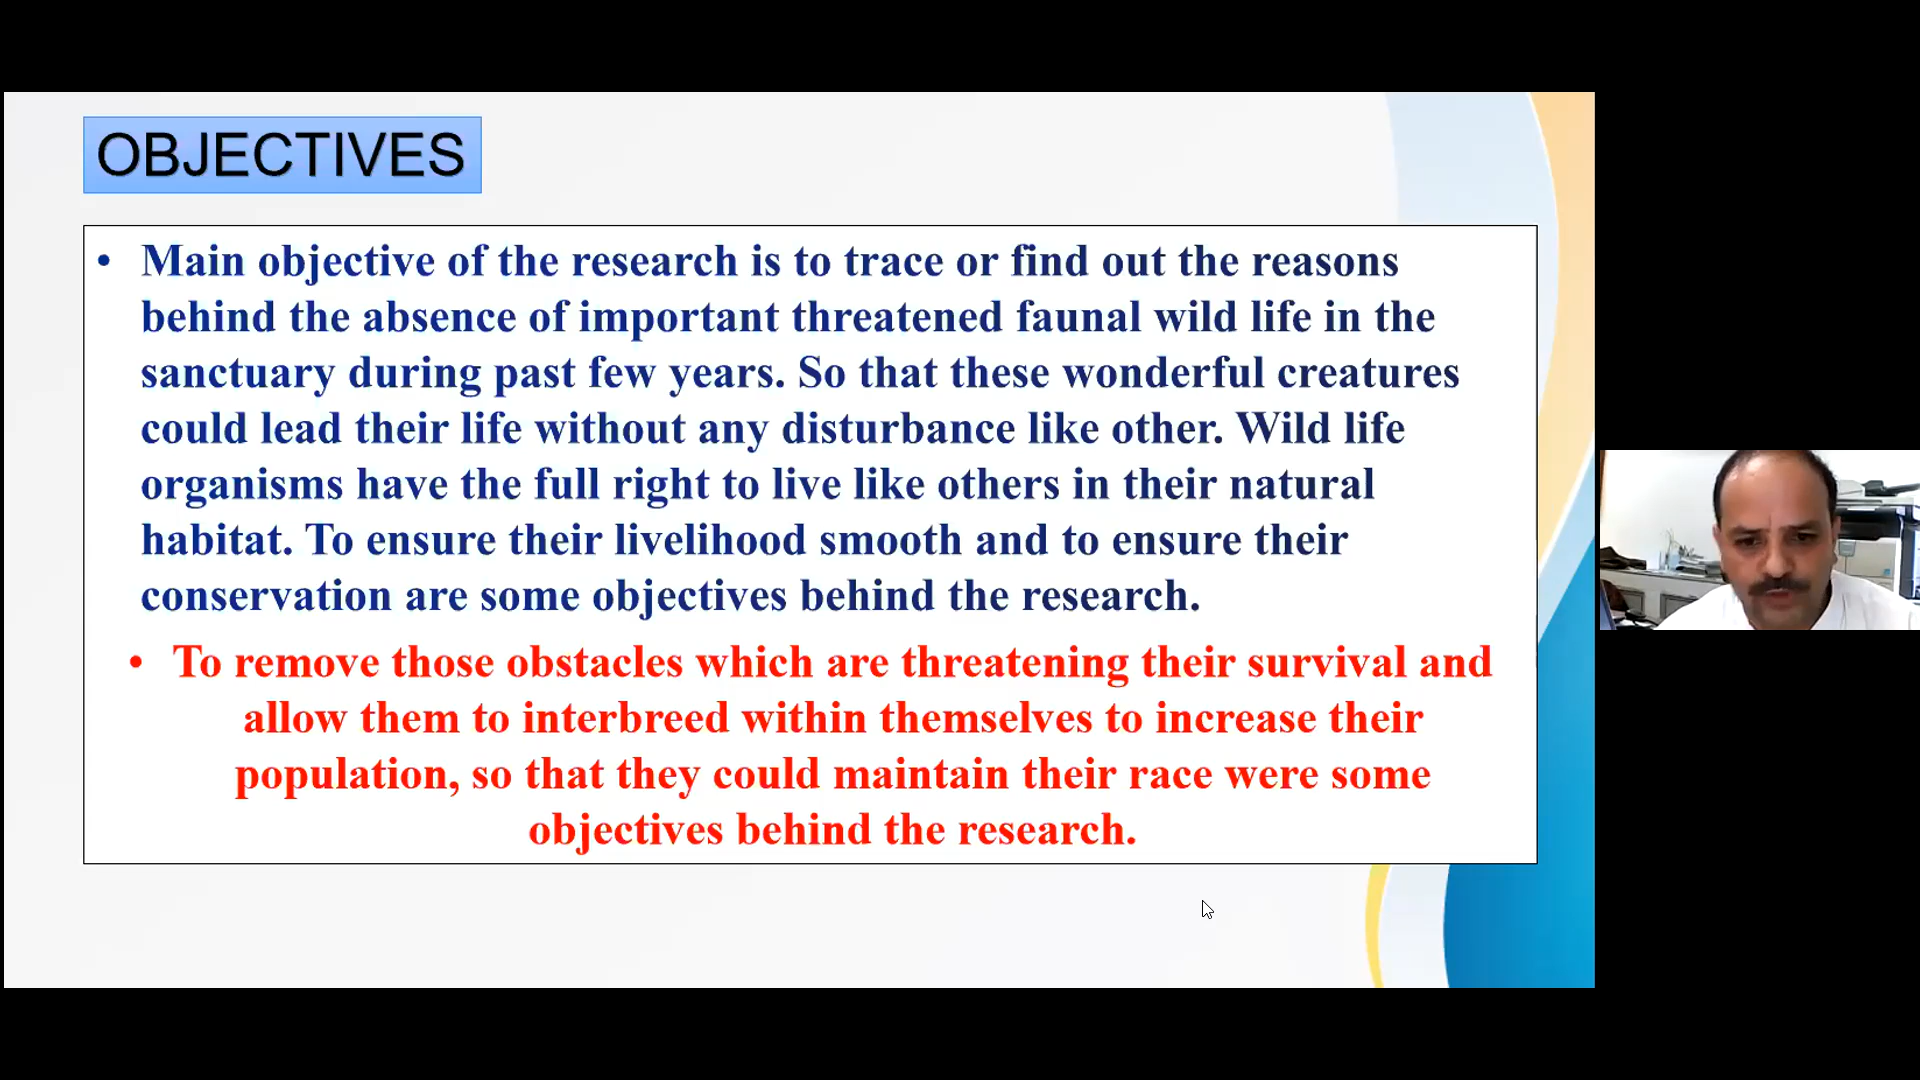 OBJECTIVES
• Main objective of the research is to trace or find out the reasons
behind the absence of important threatened faunal wild life in the
sanctuary during past few years. So that these wonderful creatures
could lead their life without any disturbance like other. Wild life
organisms have the full right to live like others in their natural
habitat. To ensure their livelihood smooth and to ensure their
conservation are some objectives behind the research.
• To remove those obstacles which are threatening their survival and
allow them to interbreed within themselves to increase their
population, so that they could maintain their race were some
objectives behind the research.